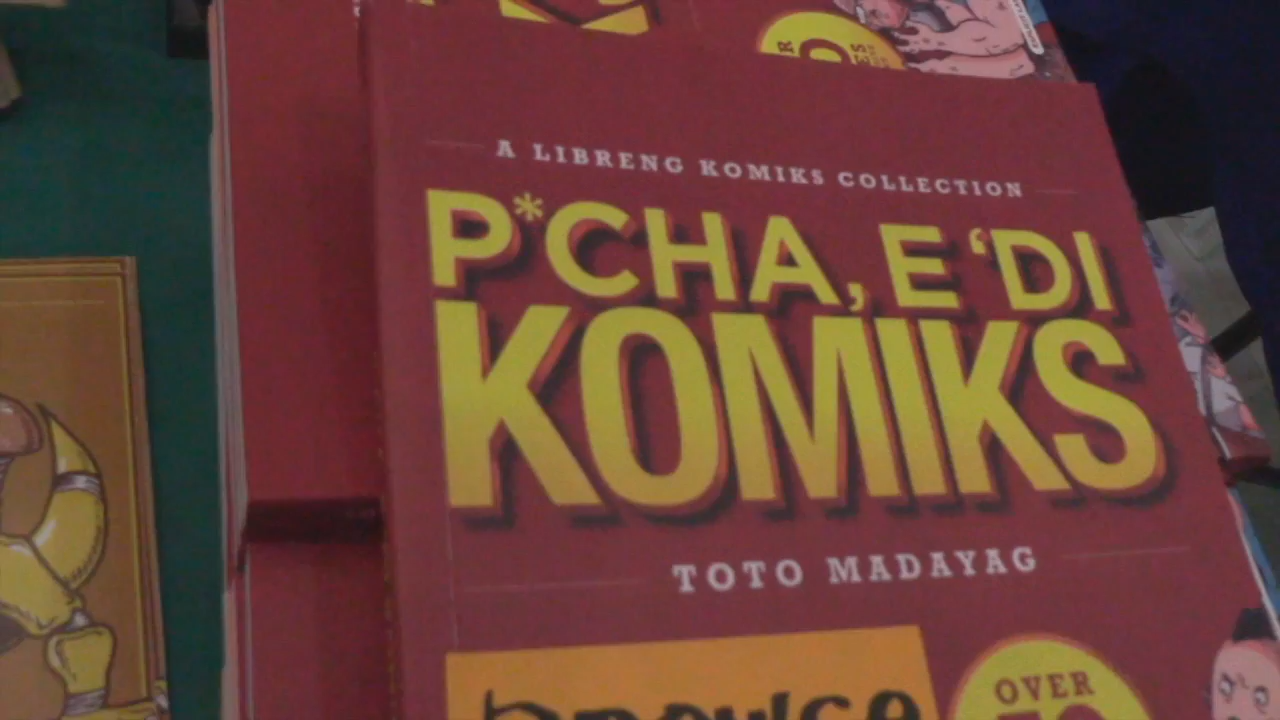 A LIBRENG KOMIKS COLLECTION
P*CHA, E 'DI
KOMIKS
TOTO MADAYAG
OVER